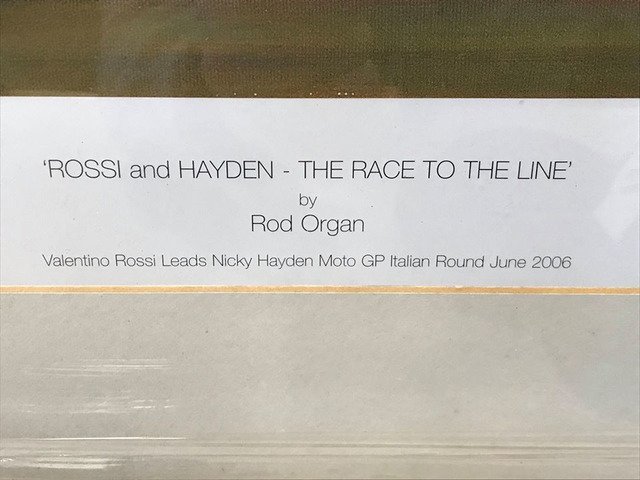 'ROSSI and HAYDEN - THE RACE TO THE LINE'
by
Rod Organ
Valentino Rossi Leads Nicky Hayden Moto GP Italian Round June 2006